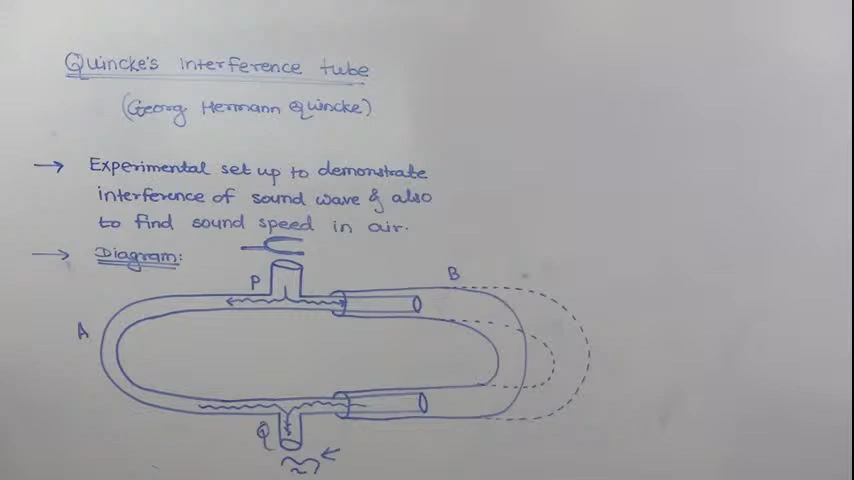 Quincke's interference tube
(Georg Hermann Quincke)
→ Experimental set up to demonstrate
interference of sound wave & also
to find sound speed in air.
→ Diagram:
P
B
A
Q